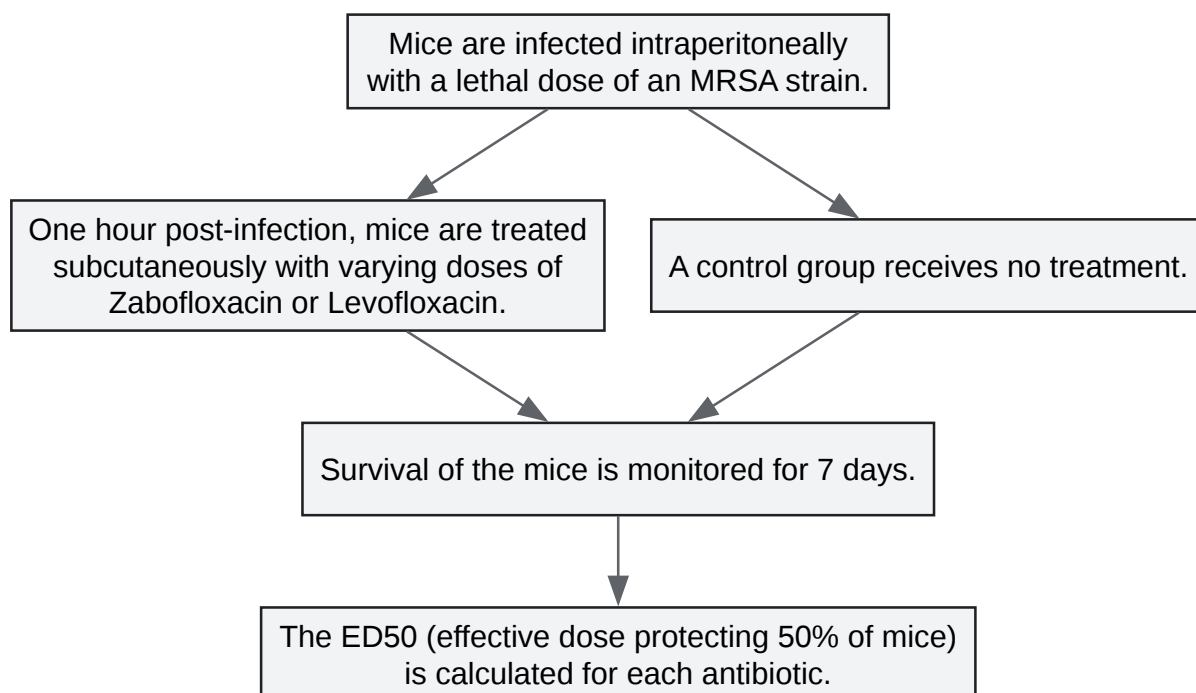 Mice are infected intraperitoneally
with a lethal dose of an MRSA strain.
One hour post-infection, mice are treated
subcutaneously with varying doses of
Zabofloxacin or Levofloxacin.
A control group receives no treatment.
Survival of the mice is monitored for 7 days.
The ED50 (effective dose protecting 50% of mice)
is calculated for each antibiotic.